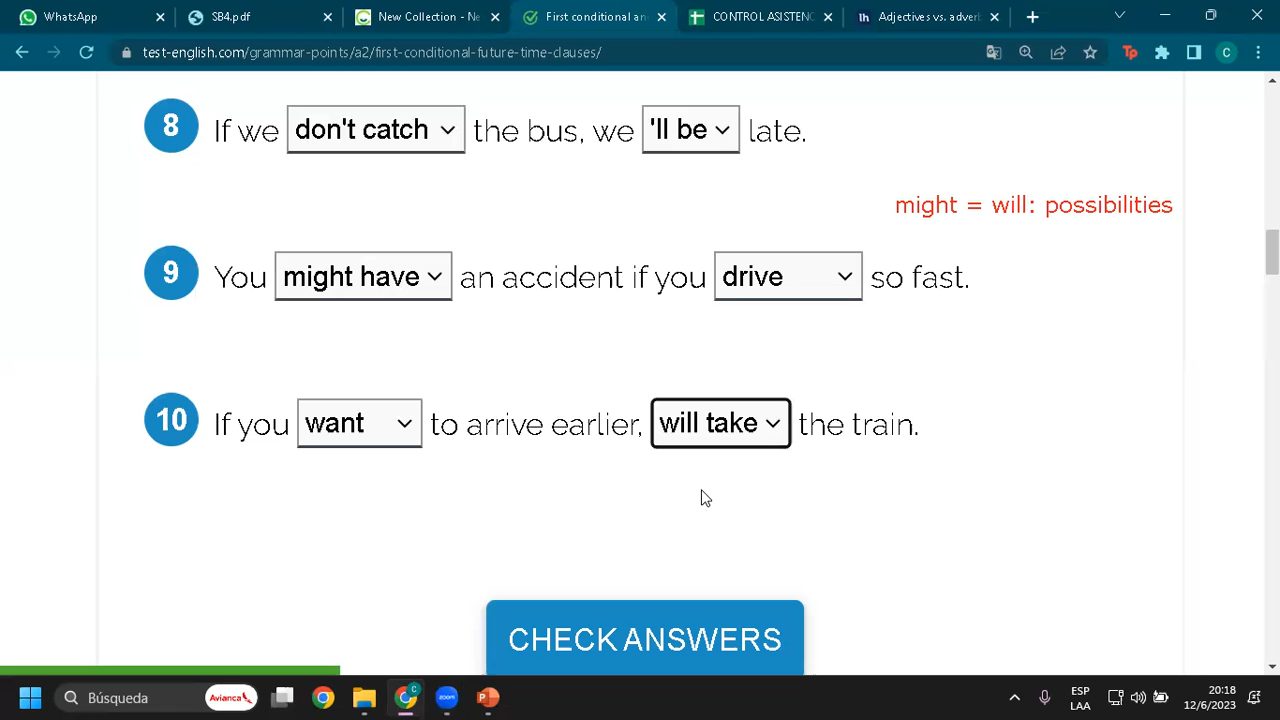 WhatsApp
SB4.pdf
New Collection - Ne
First conditional an
CONTROL ASISTENC
Adjectives vs. adverb
test-english.com/grammar-points/a2/first-conditional-future-time-clauses/
8 If we don't catch the bus, we 'll be late.
might = will: possibilities
9 You might have an accident if you drive so fast.
10 If you want to arrive earlier, will take the train.
CHECK ANSWERS
Búsqueda
Avianca
zoom
ESP
LAA
20:18
12/6/2023